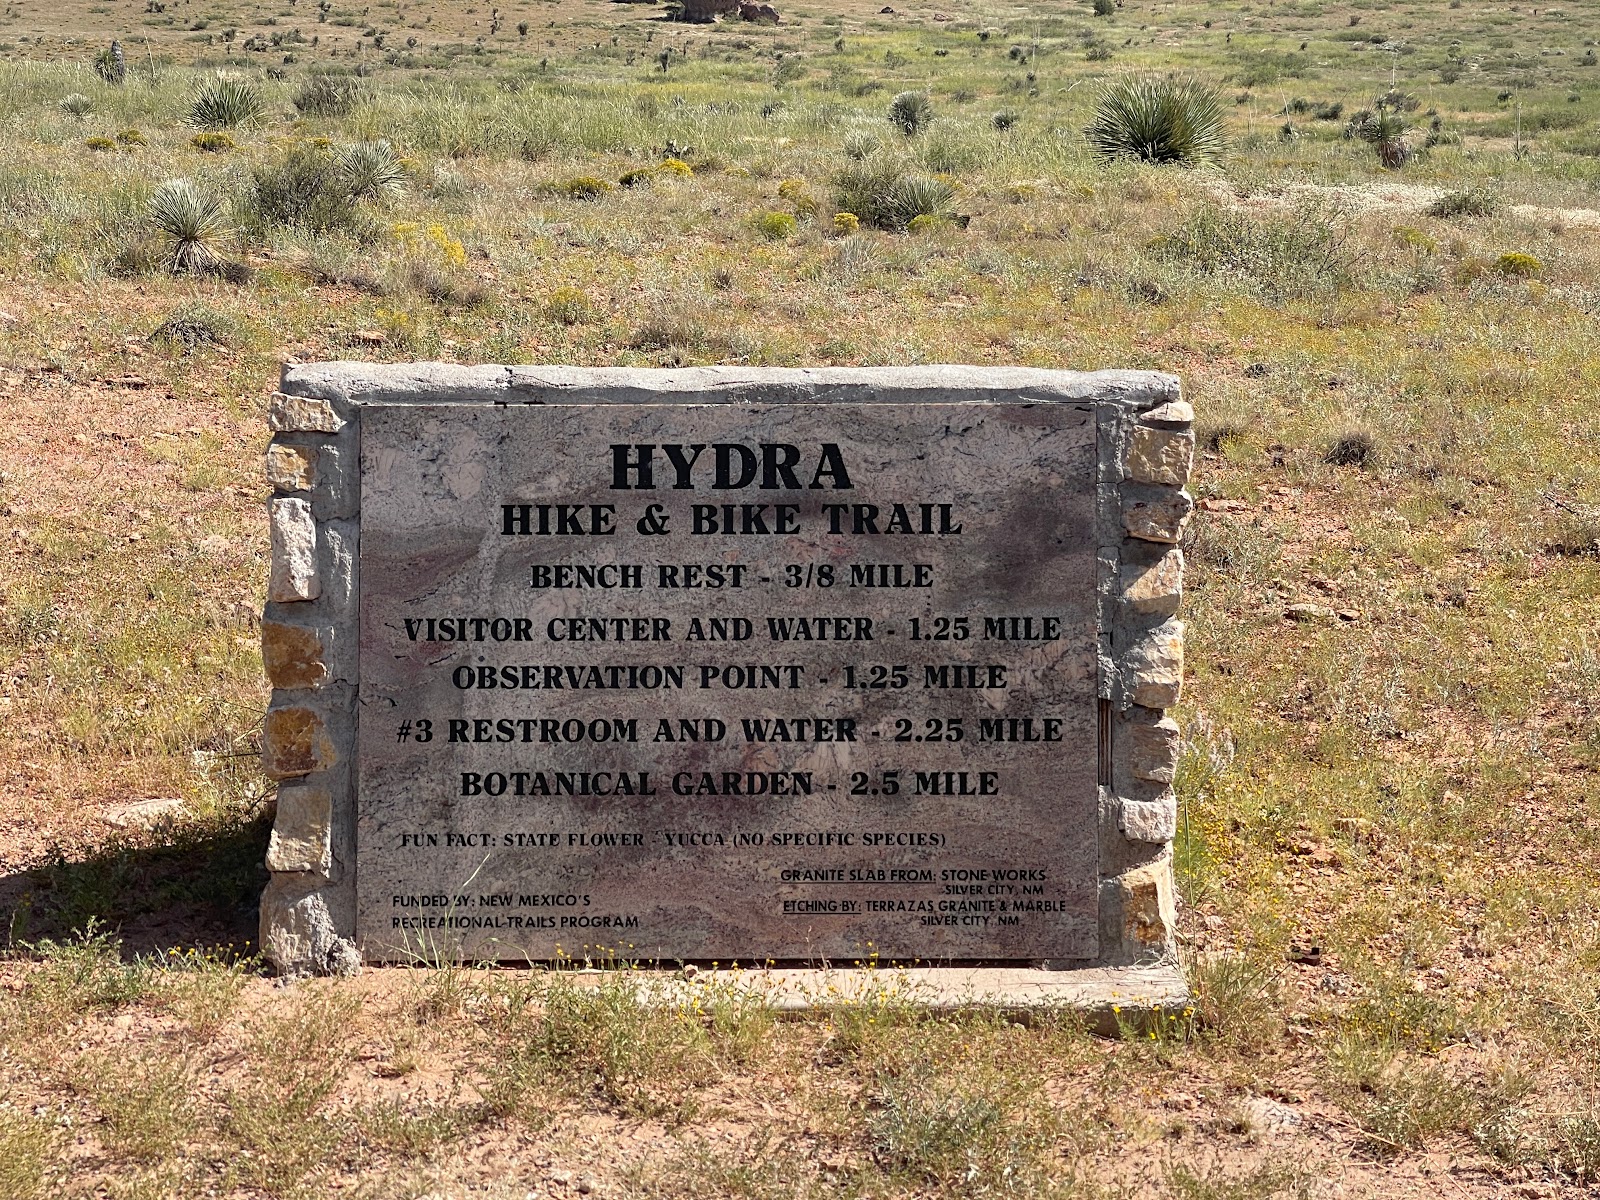 HYDRA
HIKE & BIKE TRAIL
BENCH REST - 3/8 MILE
VISITOR CENTER AND WATER - 1.25 MILE
OBSERVATION POINT - 1.25 MILE
#3 RESTROOM AND WATER - 2.25 MILE
BOTANICAL GARDEN - 2.5 MILE
FUN FACT: STATE FLOWER - YUCCA (NO SPECIFIC SPECIES)
FUNDED BY: NEW MEXICO'S
RECREATIONAL TRAILS PROGRAM
GRANITE SLAB FROM: STONE WORKS
SILVER CITY, NM
ETCHING BY: TERRAZAS GRANITE & MARBLE
SILVER CITY, NM